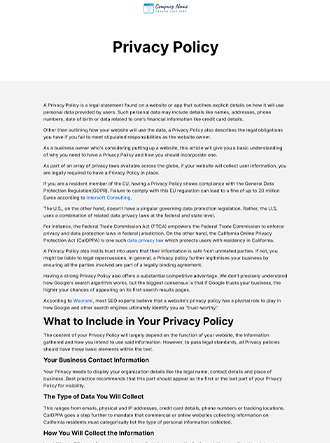 Company Name
Privacy Policy
A Privacy Policy is a legal statement found on a website or app that outlines explicit details on how it will use
personal data provided by users. Such personal data may include details like names, addresses, phone
numbers, date of birth or data related to one's financial information like credit card details.
Other than outlining how your website will use the data, a Privacy Policy also describes the legal obligations
you have if you fail to meet stipulated responsibilities as the website owner.
As a business owner who's considering putting up a website, this article will give you a basic understanding
of why you need to have a Privacy Policy and how you should incorporate one.
As part of an array of privacy laws available across the globe, if your website will collect user information, you
are legally required to have a Privacy Policy in place.
If you are a resident member of the EU, having a Privacy Policy shows compliance with the General Data
Protection Regulation(GDPR). Failure to comply with this EU regulation can lead to a fine of up to 20 million
Euros according to Intersoft Consulting.
The U.S., on the other hand, doesn't have a singular governing data protection legislation. Rather, the U.S.
uses a combination of related data privacy laws at the federal and state level.
For instance, the Federal Trade Commission Act (FTCA) empowers the Federal Trade Commission to enforce
privacy and data protection laws in federal jurisdiction. On the other hand, the California Online Privacy
Protection Act (CalOPPA) is one such data privacy law which protects users with residency in California.
A Privacy Policy also instils trust into users that their information is safe from unwanted parties. If not, you
might be liable to legal repercussions. In general, a Privacy policy further legitimises your business by
ensuring all the parties involved are part of a legally binding agreement.
Having a strong Privacy Policy also offers a substantial competitive advantage. We don't precisely understand
how Google's search algorithm works, but the biggest consensus is that if Google trusts your business, the
higher your chances of appearing on its first search results pages.
According to Woorank, most SEO experts believe that a website's privacy policy has a pivotal role to play in
how Google and other search engines ultimately identify you as "trust-worthy."
What to Include in Your Privacy Policy
The content of your Privacy Policy will largely depend on the function of your website, the information
gathered and how you intend to use said information. However, to pass legal standards, all Privacy policies
should have these basic elements within the text.
Your Business Contact Information
Your Privacy needs to display your organization details like the legal name, contact details and place of
business. Best practice recommends that this part should appear as the first or the last part of your Privacy
Policy for visibility.
The Type of Data You Will Collect
This ranges from emails, physical and IP addresses, credit card details, phone numbers or tracking locations
CalOPPA goes a step further to mandate that commercial or online websites collecting information on
California residents must categorically list the type of personal information collected.
How You Will Collect the Information